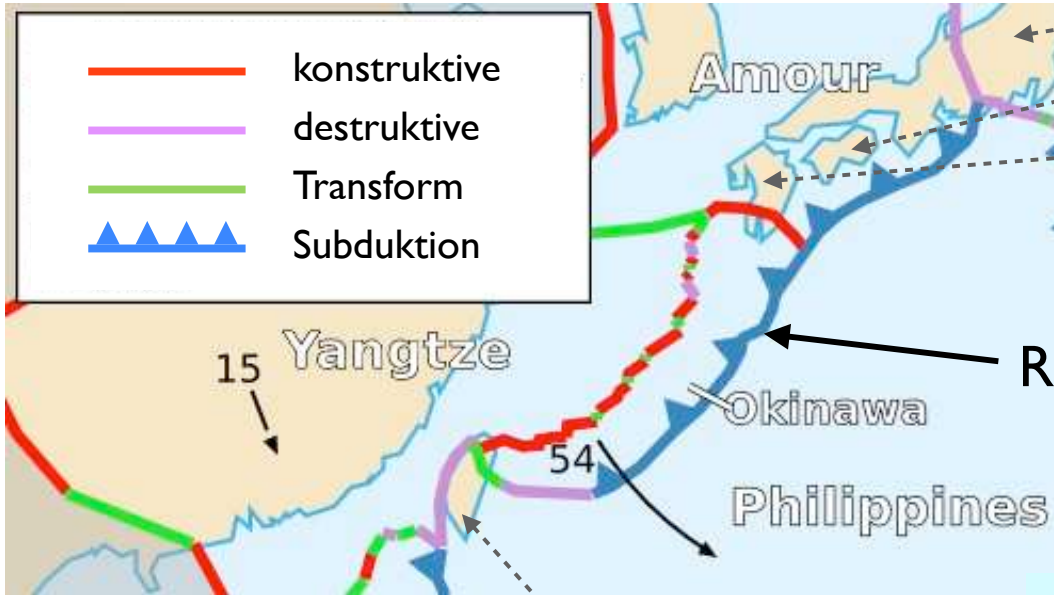 konstruktive
destruktive
Transform
Subduktion
Amour
Yangtze
15
R
Okinawa
54
Philippines